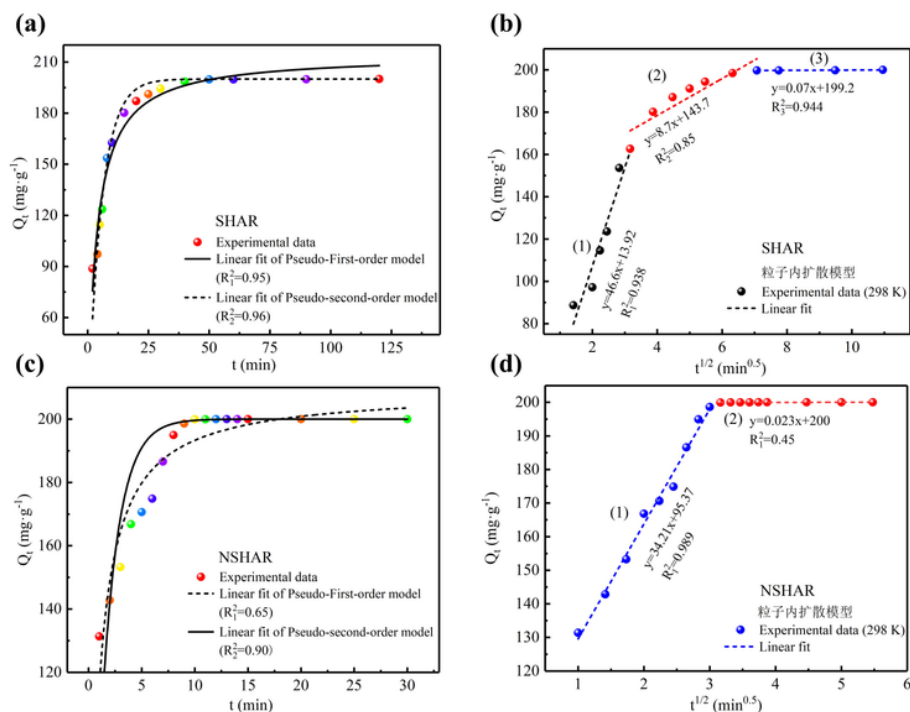 (a)
210
180
150
120
90
60
Qt (mg·g-1)
SHAR
Experimental data
Linear fit of Pseudo-First-order model
(R₁²=0.95)
Linear fit of Pseudo-second-order model
(R₂²=0.96)
0 25 50 75 100 125
t (min)
(b)
200
180
160
140
120
100
80
Qt (mg·g-1)
(1)
y=46.6x+13.92
R₁²=0.938
(2)
y=8.7x+143.7
R₂²=0.85
(3)
y=0.07x+199.2
R₃²=0.944
SHAR
粒子内扩散模型
Experimental data (298 K)
Linear fit
2 4 6 8 10
t1/2 (min0.5)
(c)
200
180
160
140
120
Qt (mg·g-1)
NSHAR
Experimental data
Linear fit of Pseudo-First-order model
(R₁²=0.65)
Linear fit of Pseudo-second-order model
(R₂²=0.90)
0 5 10 15 20 25 30
t (min)
(d)
200
190
180
170
160
150
140
130
120
Qt (mg·g-1)
(1)
y=34.21x+95.37
R₁²=0.989
(2)
y=0.023x+200
R₁²=0.45
NSHAR
粒子内扩散模型
Experimental data (298 K)
Linear fit
1 2 3 4 5 6
t1/2 (min0.5)